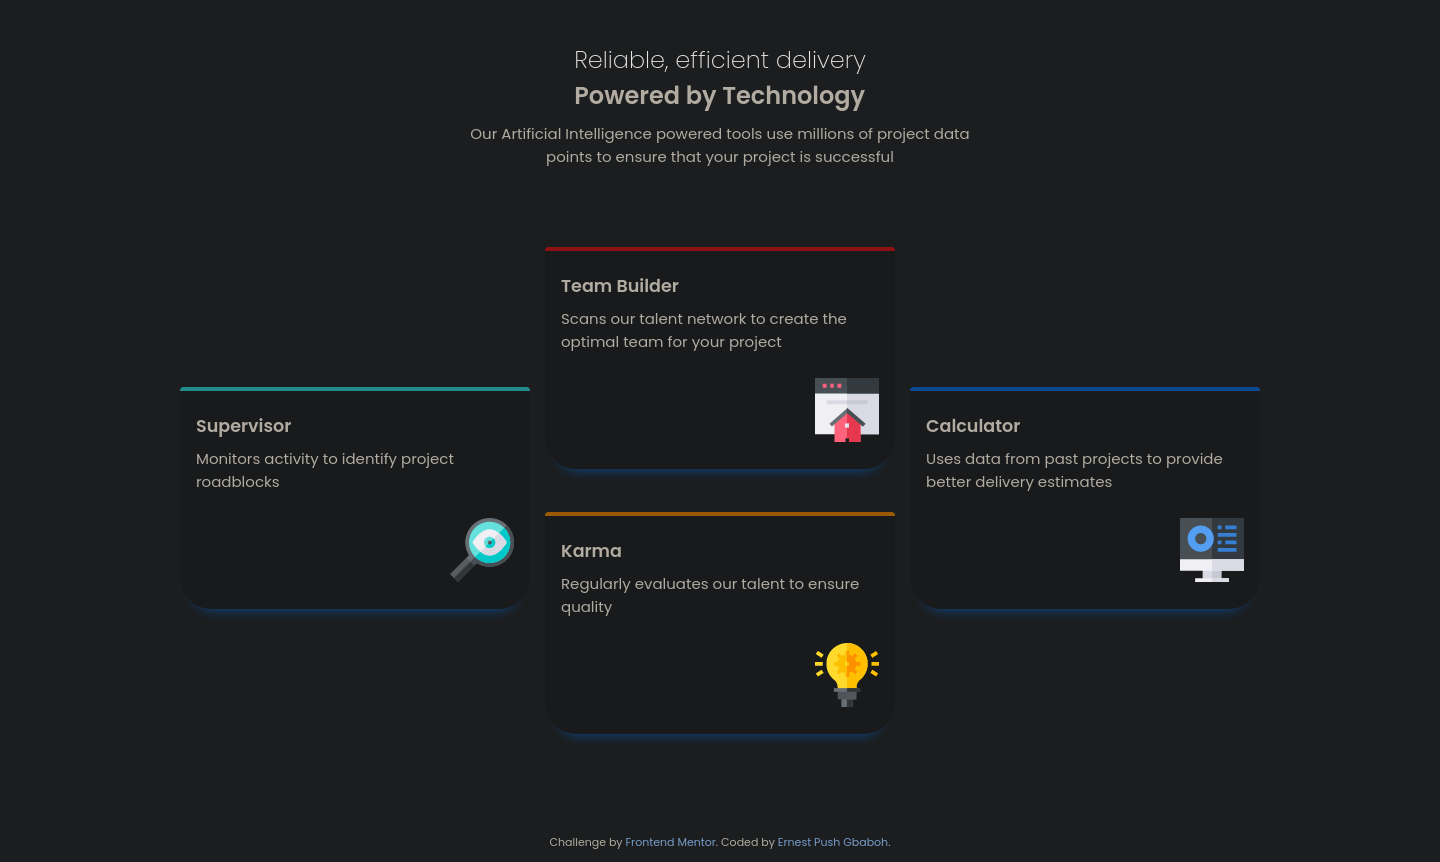 Reliable, efficient delivery
Powered by Technology
Our Artificial Intelligence powered tools use millions of project data
points to ensure that your project is successful
Supervisor
Monitors activity to identify project
roadblocks
Team Builder
Scans our talent network to create the
optimal team for your project
Karma
Regularly evaluates our talent to ensure
quality
Calculator
Uses data from past projects to provide
better delivery estimates
Challenge by Frontend Mentor. Coded by Ernest Push Gbaboh.